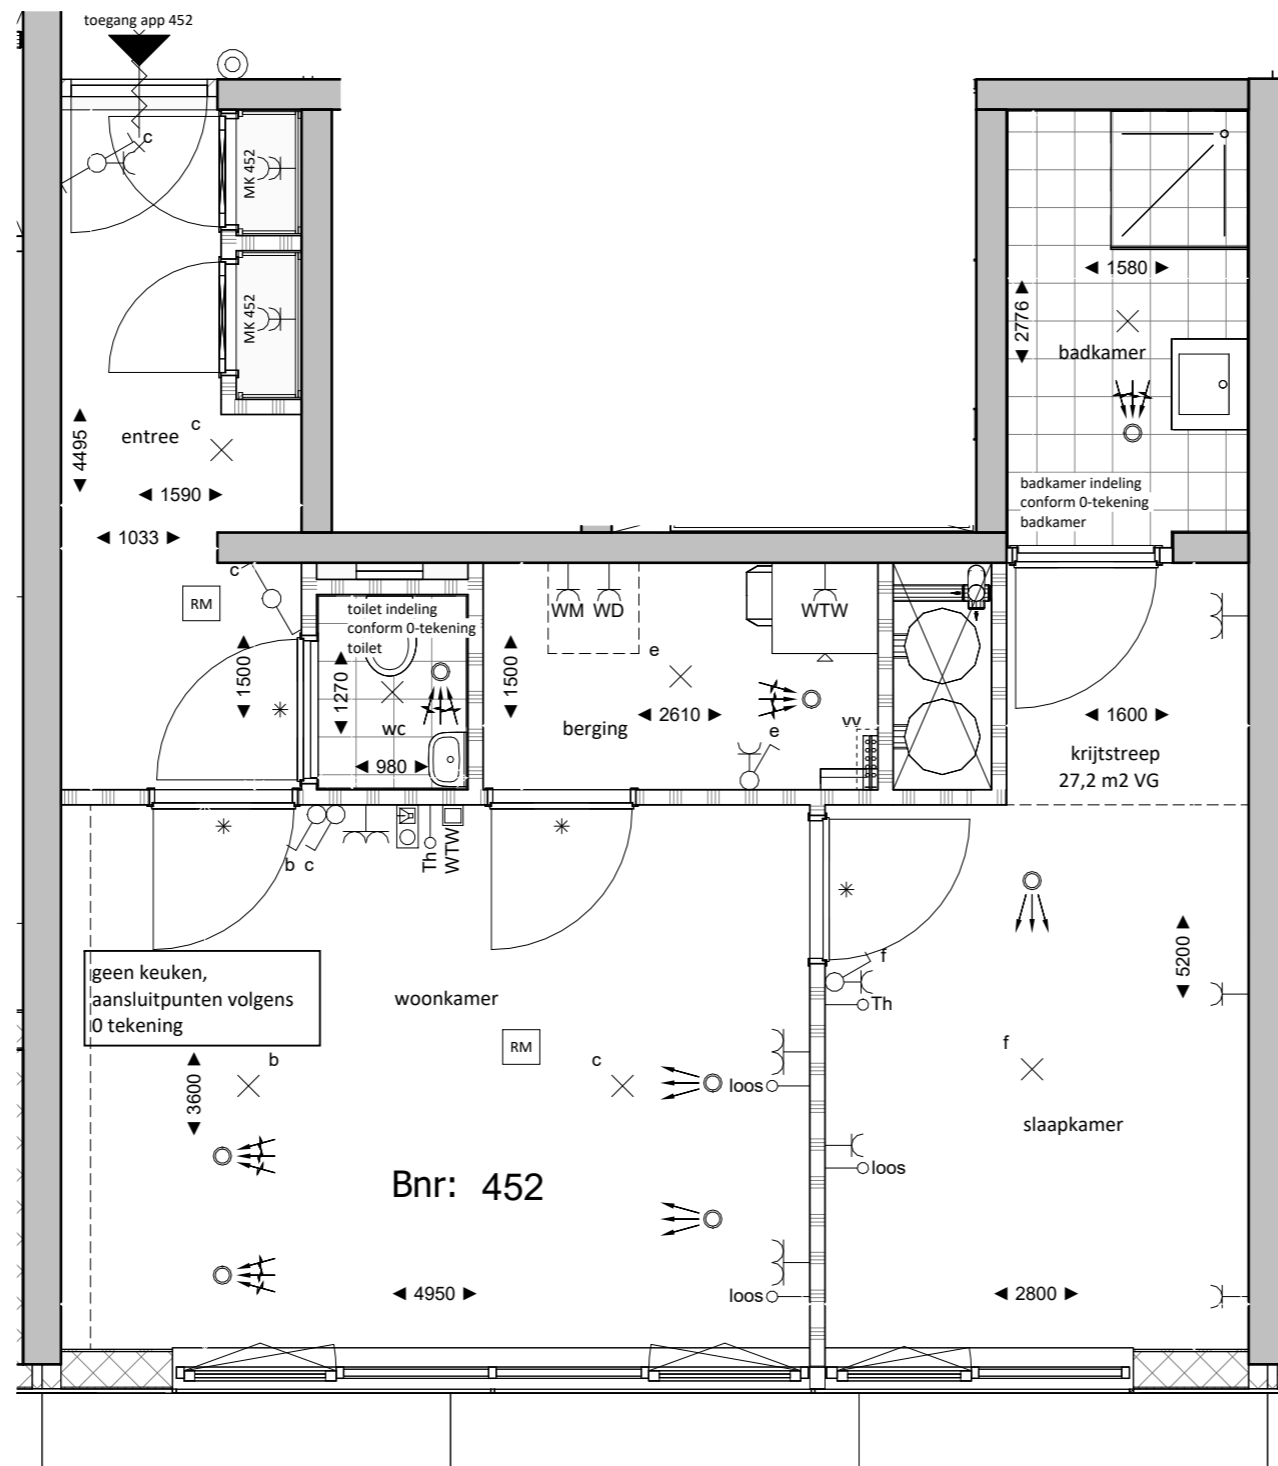 toegang app 452
c
MK 452
MK 452
1580
2776
badkamer
4495
entree
c
1590
1033
badkamer indeling
conform 0-tekening
badkamer
c
RM
toilet indeling
conform 0-tekening
toilet
WM
WD
WTW
e
1500
1270
1500
wc
980
berging
2610
e
vv
1600
krijtstreep
27,2 m2 VG
b
c
Th
WTW
f
Th
5200
geen keuken,
aansluitpunten volgens
0 tekening
woonkamer
RM
b
c
3600
loos
f
slaapkamer
loos
Bnr: 452
4950
loos
2800